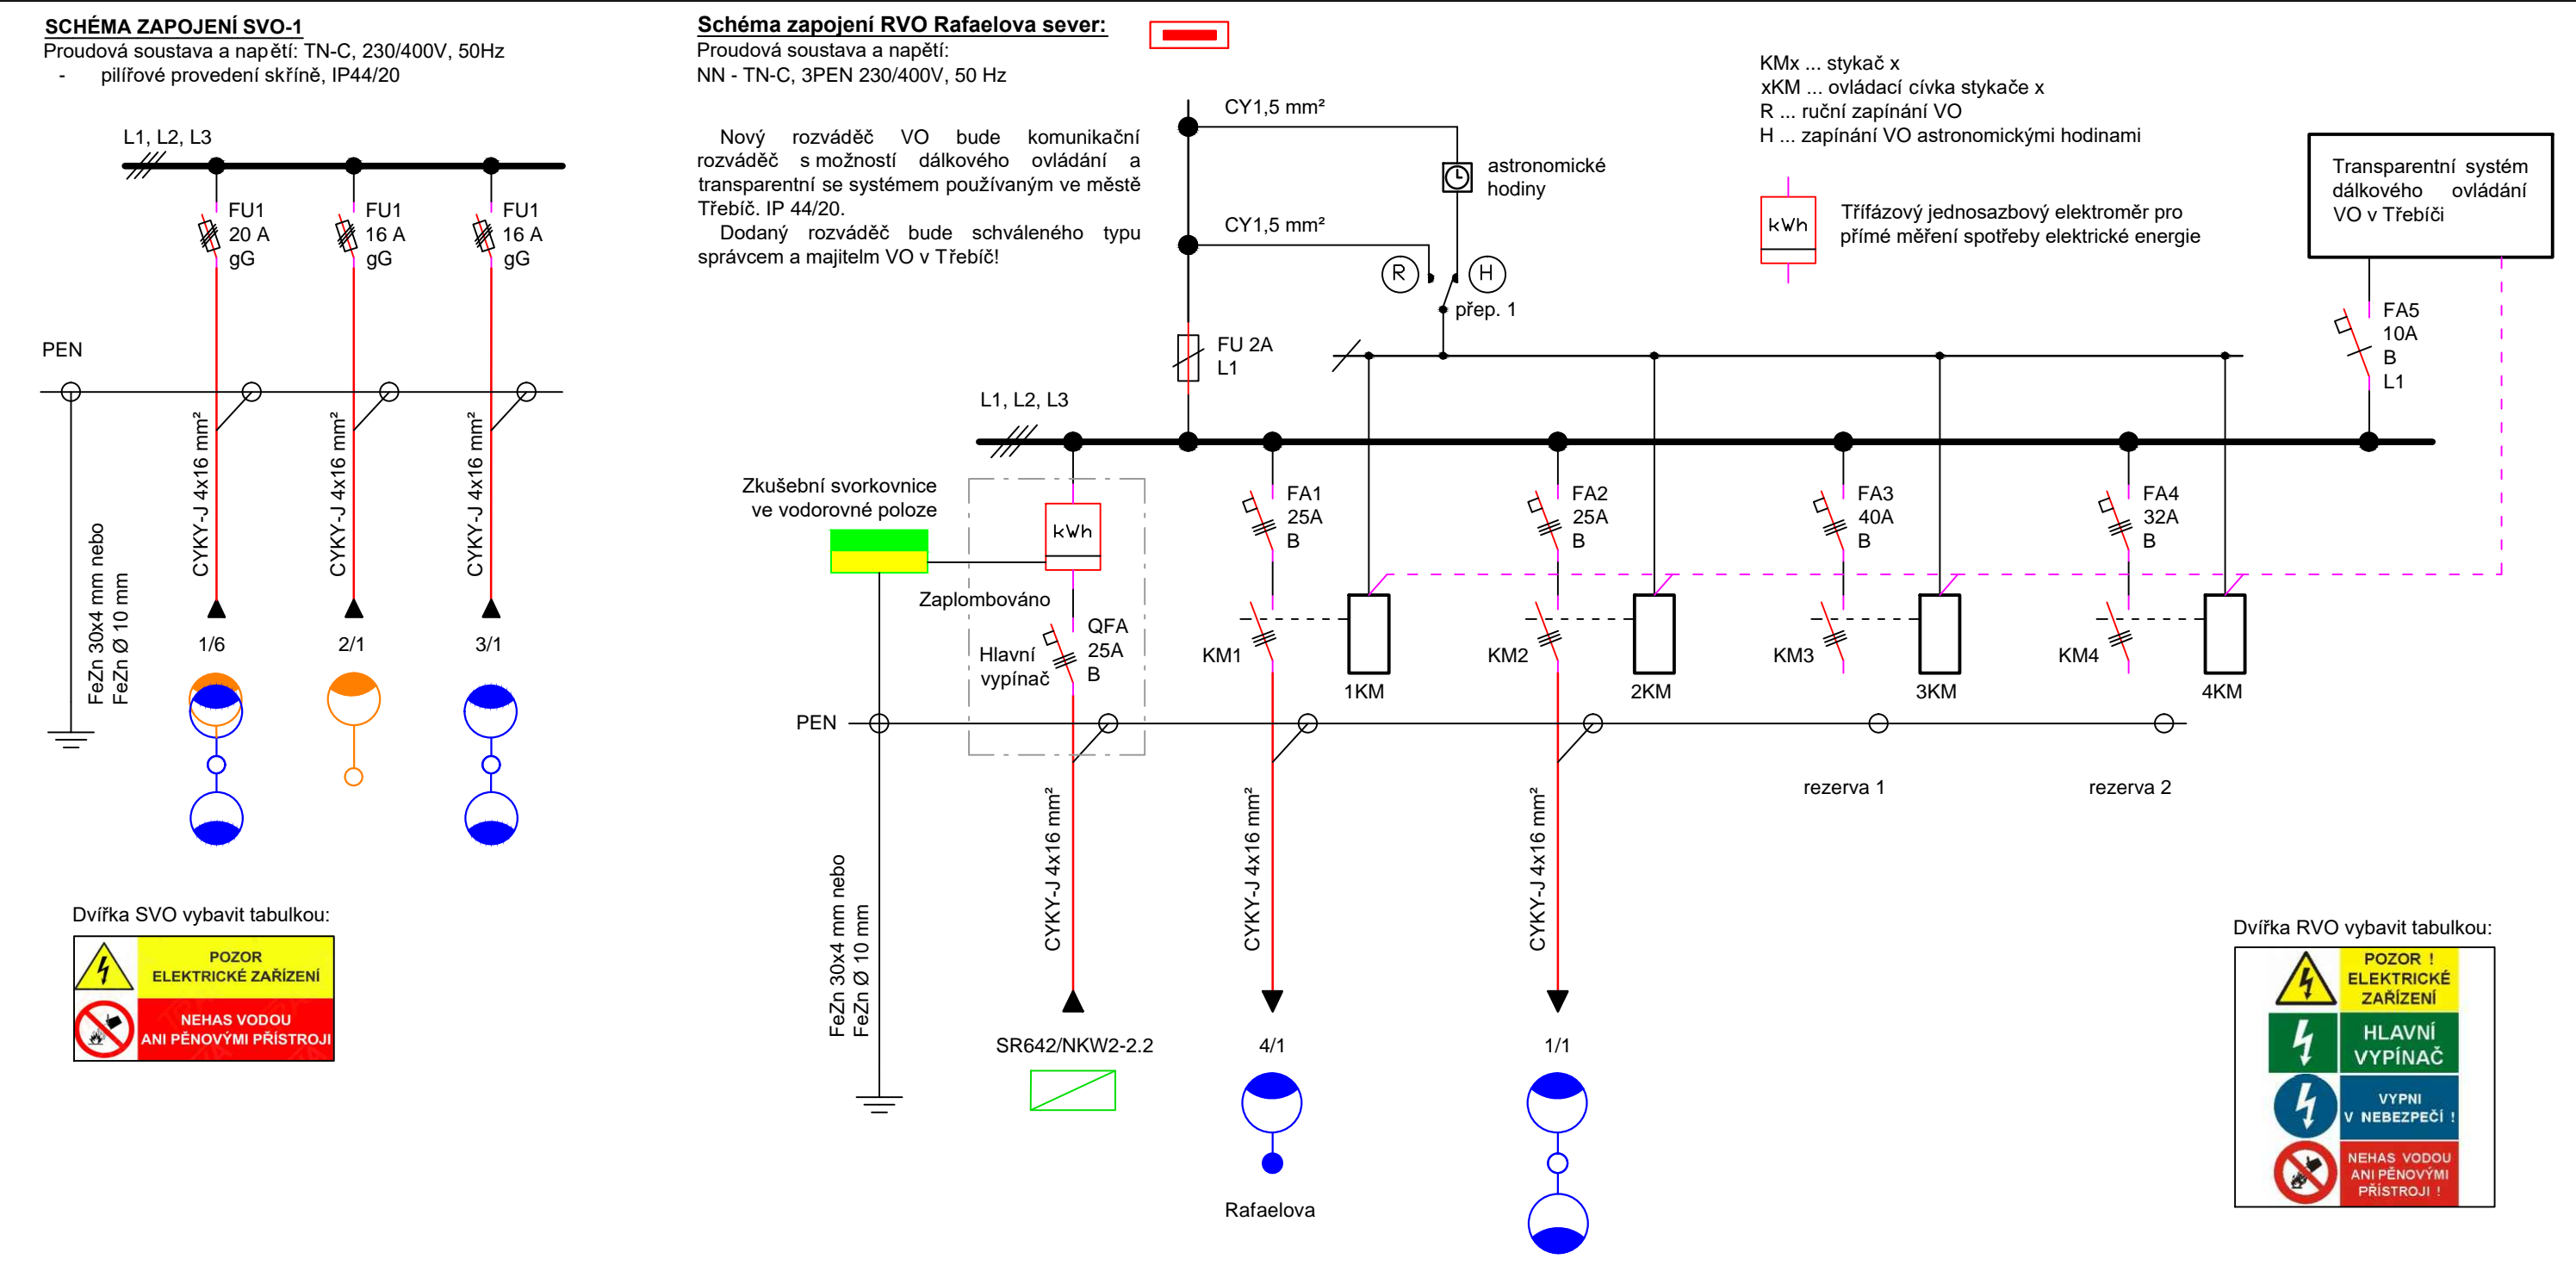 SCHÉMA ZAPOJENÍ SVO-1
Proudová soustava a napětí: TN-C, 230/400V, 50Hz
- pilířové provedení skříně, IP44/20
L1, L2, L3
FU1
20 A
gG
FU1
16 A
gG
FU1
16 A
gG
PEN
CYKY-J 4x16 mm²
CYKY-J 4x16 mm²
CYKY-J 4x16 mm²
FeZn 30x4 mm nebo
FeZn Ø 10 mm
1/6
2/1
3/1
Dvířka SVO vybavit tabulkou:
POZOR
ELEKTRICKÉ ZAŘÍZENÍ
NEHAS VODOU
ANI PĚNOVÝMI PŘÍSTROJI
Schéma zapojení RVO Rafaelova sever:
Proudová soustava a napětí:
NN - TN-C, 3PEN 230/400V, 50 Hz
Nový rozváděč VO bude komunikační
rozváděč s možností dálkového ovládání a
transparentní se systémem používaným ve městě
Třebíč. IP 44/20.
Dodaný rozváděč bude schváleného typu
správcem a majitelm VO v Třebíč!
CY1,5 mm²
astronomické
hodiny
CY1,5 mm²
R
H
přep. 1
FU 2A
L1
KMx ... stykač x
xKM ... ovládací cívka stykače x
R ... ruční zapínání VO
H ... zapínání VO astronomickými hodinami
kWh
Třífázový jednosazbový elektroměr pro
přímé měření spotřeby elektrické energie
Transparentní systém
dálkového ovládání
VO v Třebíči
FA5
10A
B
L1
L1, L2, L3
Zkušební svorkovnice
ve vodorovné poloze
kWh
Zaplombováno
Hlavní
vypínač
QFA
25A
B
FA1
25A
B
FA2
25A
B
FA3
40A
B
FA4
32A
B
KM1
1KM
KM2
2KM
KM3
3KM
KM4
4KM
PEN
rezerva 1
rezerva 2
FeZn 30x4 mm nebo
FeZn Ø 10 mm
CYKY-J 4x16 mm²
CYKY-J 4x16 mm²
CYKY-J 4x16 mm²
SR642/NKW2-2.2
4/1
1/1
Rafaelova
Dvířka RVO vybavit tabulkou:
POZOR !
ELEKTRICKÉ
ZAŘÍZENÍ
HLAVNÍ
VYPÍNAČ
VYPNI
V NEBEZPEČÍ !
NEHAS VODOU
ANI PĚNOVÝMI
PŘÍSTROJI !